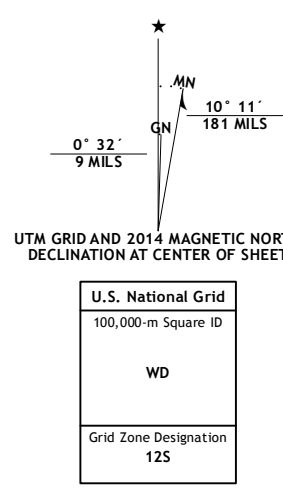 MN
GN
10° 11´
181 MILS
0° 32´
9 MILS
UTM GRID AND 2014 MAGNETIC NORT
DECLINATION AT CENTER OF SHEET
U.S. National Grid
100,000-m Square ID
WD
Grid Zone Designation
12S